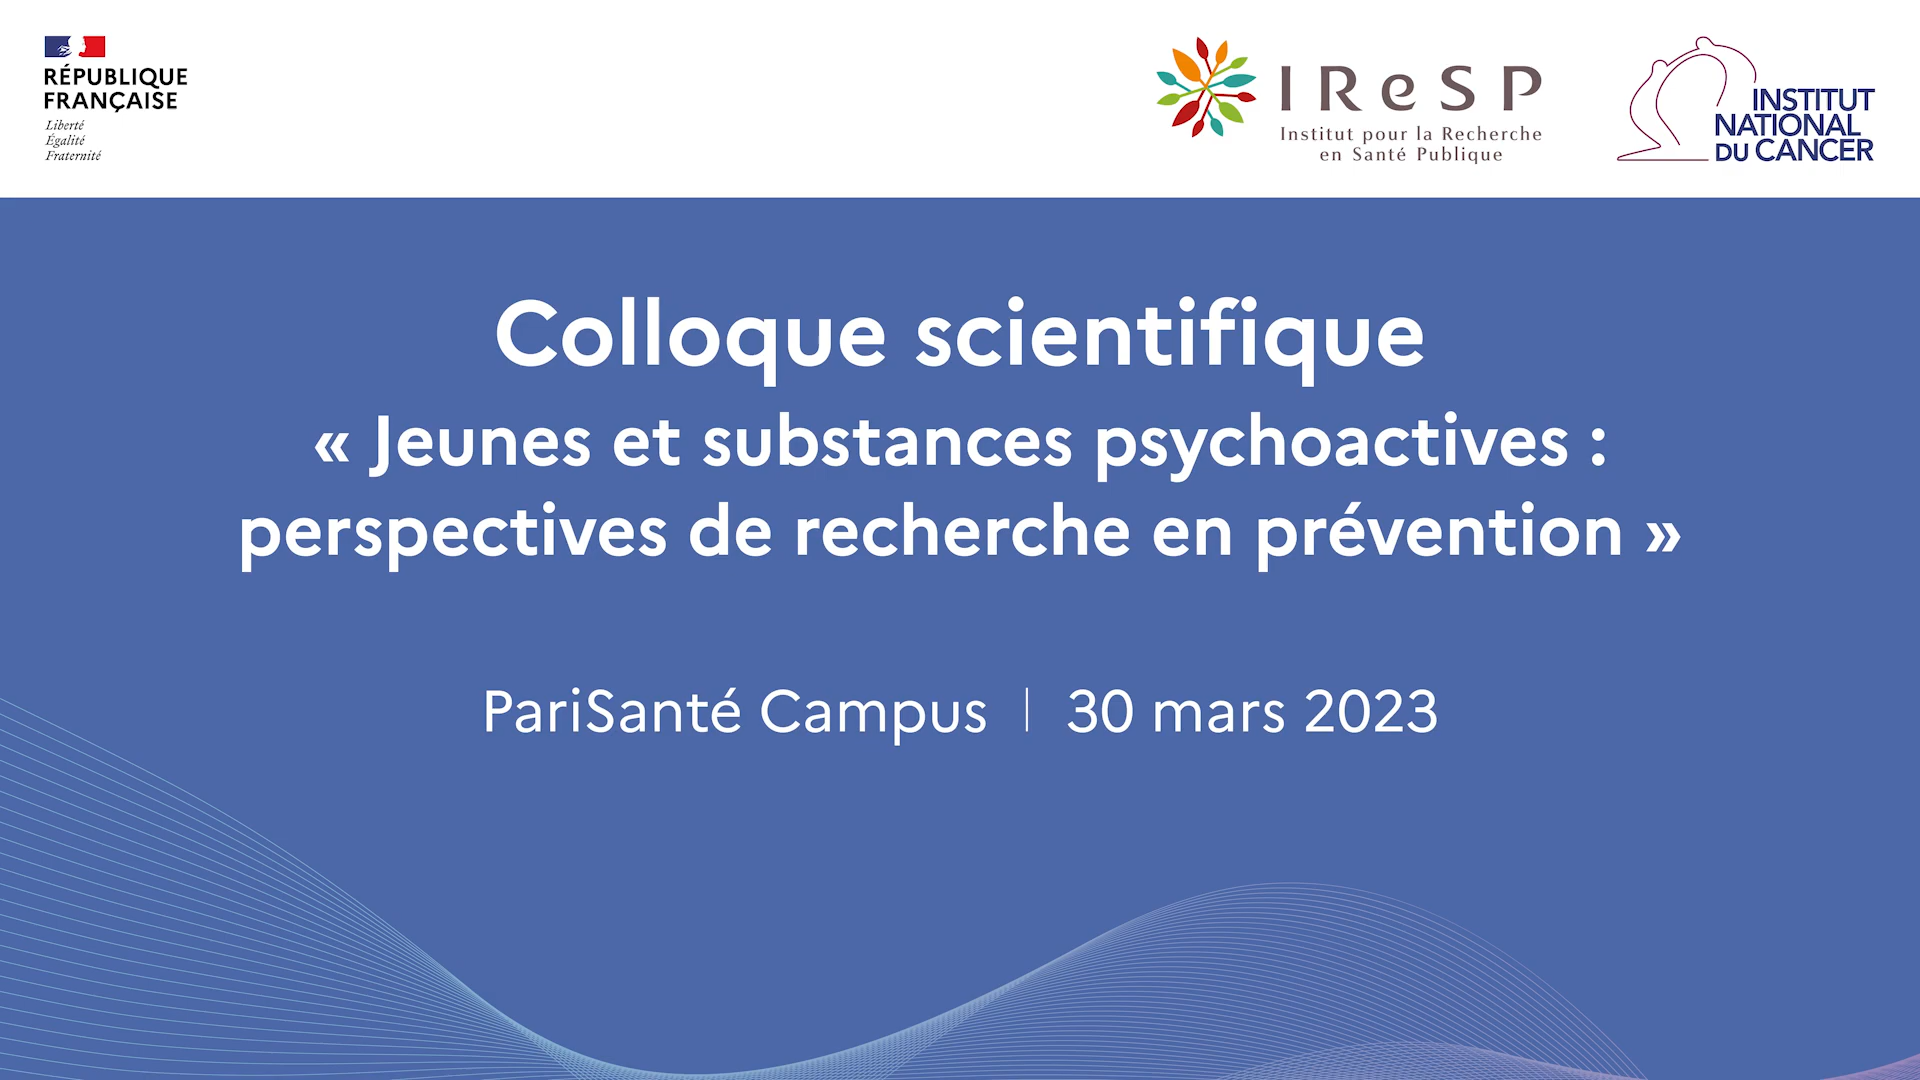 RÉPUBLIQUE
FRANÇAISE
Liberté
Égalité
Fraternité
IReSP
Institut pour la Recherche
en Santé Publique
INSTITUT
NATIONAL
DU CANCER
Colloque scientifique
« Jeunes et substances psychoactives :
perspectives de recherche en prévention »
PariSanté Campus | 30 mars 2023